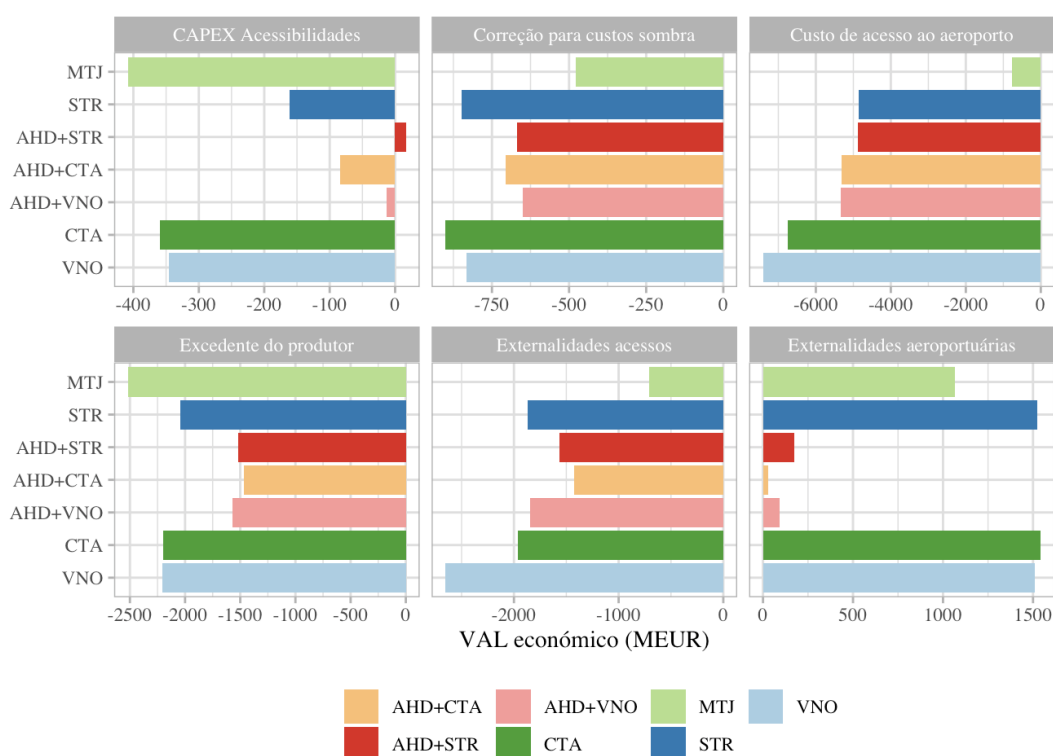 CAPEX Acessibilidades
Correção para custos sombra
Custo de acesso ao aeroporto
MTJ
STR
AHD+STR
AHD+CTA
AHD+VNO
CTA
VNO
-400 -300 -200 -100 0
-750 -500 -250 0
-6000 -4000 -2000 0
Excedente do produtor
Externalidades acessos
Externalidades aeroportuárias
MTJ
STR
AHD+STR
AHD+CTA
AHD+VNO
CTA
VNO
-2500 -2000 -1500 -1000 -500 0
-2000 -1000 0
0 500 1000 1500
VAL económico (MEUR)
AHD+CTA AHD+VNO MTJ VNO
AHD+STR CTA STR